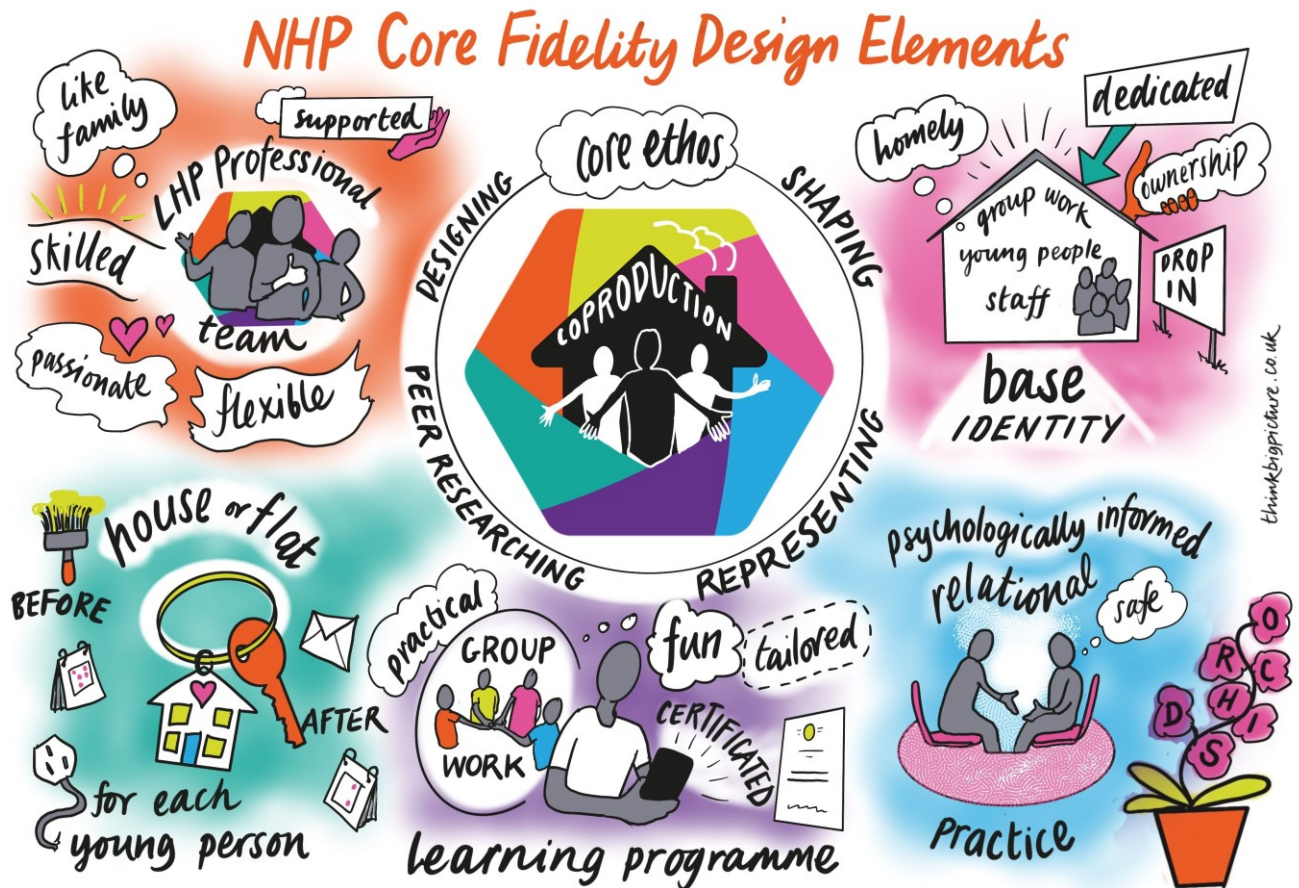 NHP Core Fidelity Design Elements
like
family
supported
LHP Professional
team
skilled
passionate
flexible
core ethos
DESIGNING
SHAPING
PEER RESEARCHING
REPRESENTING
COPRODUCTION
homely
dedicated
ownership
group work
young people
staff
DROP
IN
base
IDENTITY
thinkbigpicture.co.uk
house or flat
BEFORE
AFTER
for each
young person
practical
GROUP
WORK
fun
tailored
CERTIFICATED
learning programme
psychologically informed
relational
safe
Practice
ORCHIDS